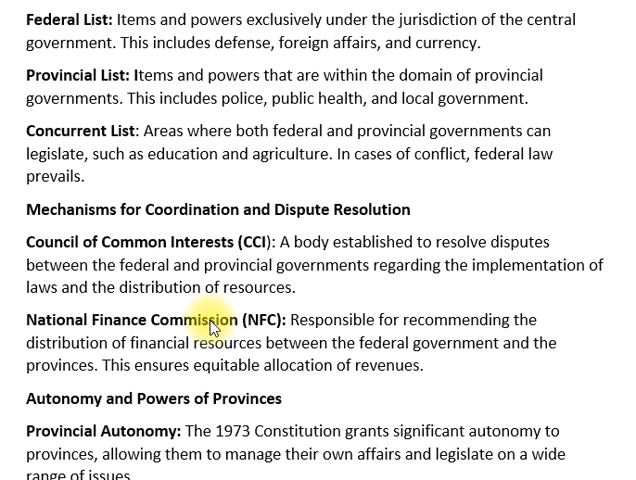 Federal List: Items and powers exclusively under the jurisdiction of the central
government. This includes defense, foreign affairs, and currency.
Provincial List: Items and powers that are within the domain of provincial
governments. This includes police, public health, and local government.
Concurrent List: Areas where both federal and provincial governments can
legislate, such as education and agriculture. In cases of conflict, federal law
prevails.
Mechanisms for Coordination and Dispute Resolution
Council of Common Interests (CCI): A body established to resolve disputes
between the federal and provincial governments regarding the implementation of
laws and the distribution of resources.
National Finance Commission (NFC): Responsible for recommending the
distribution of financial resources between the federal government and the
provinces. This ensures equitable allocation of revenues.
Autonomy and Powers of Provinces
Provincial Autonomy: The 1973 Constitution grants significant autonomy to
provinces, allowing them to manage their own affairs and legislate on a wide
range of issues.